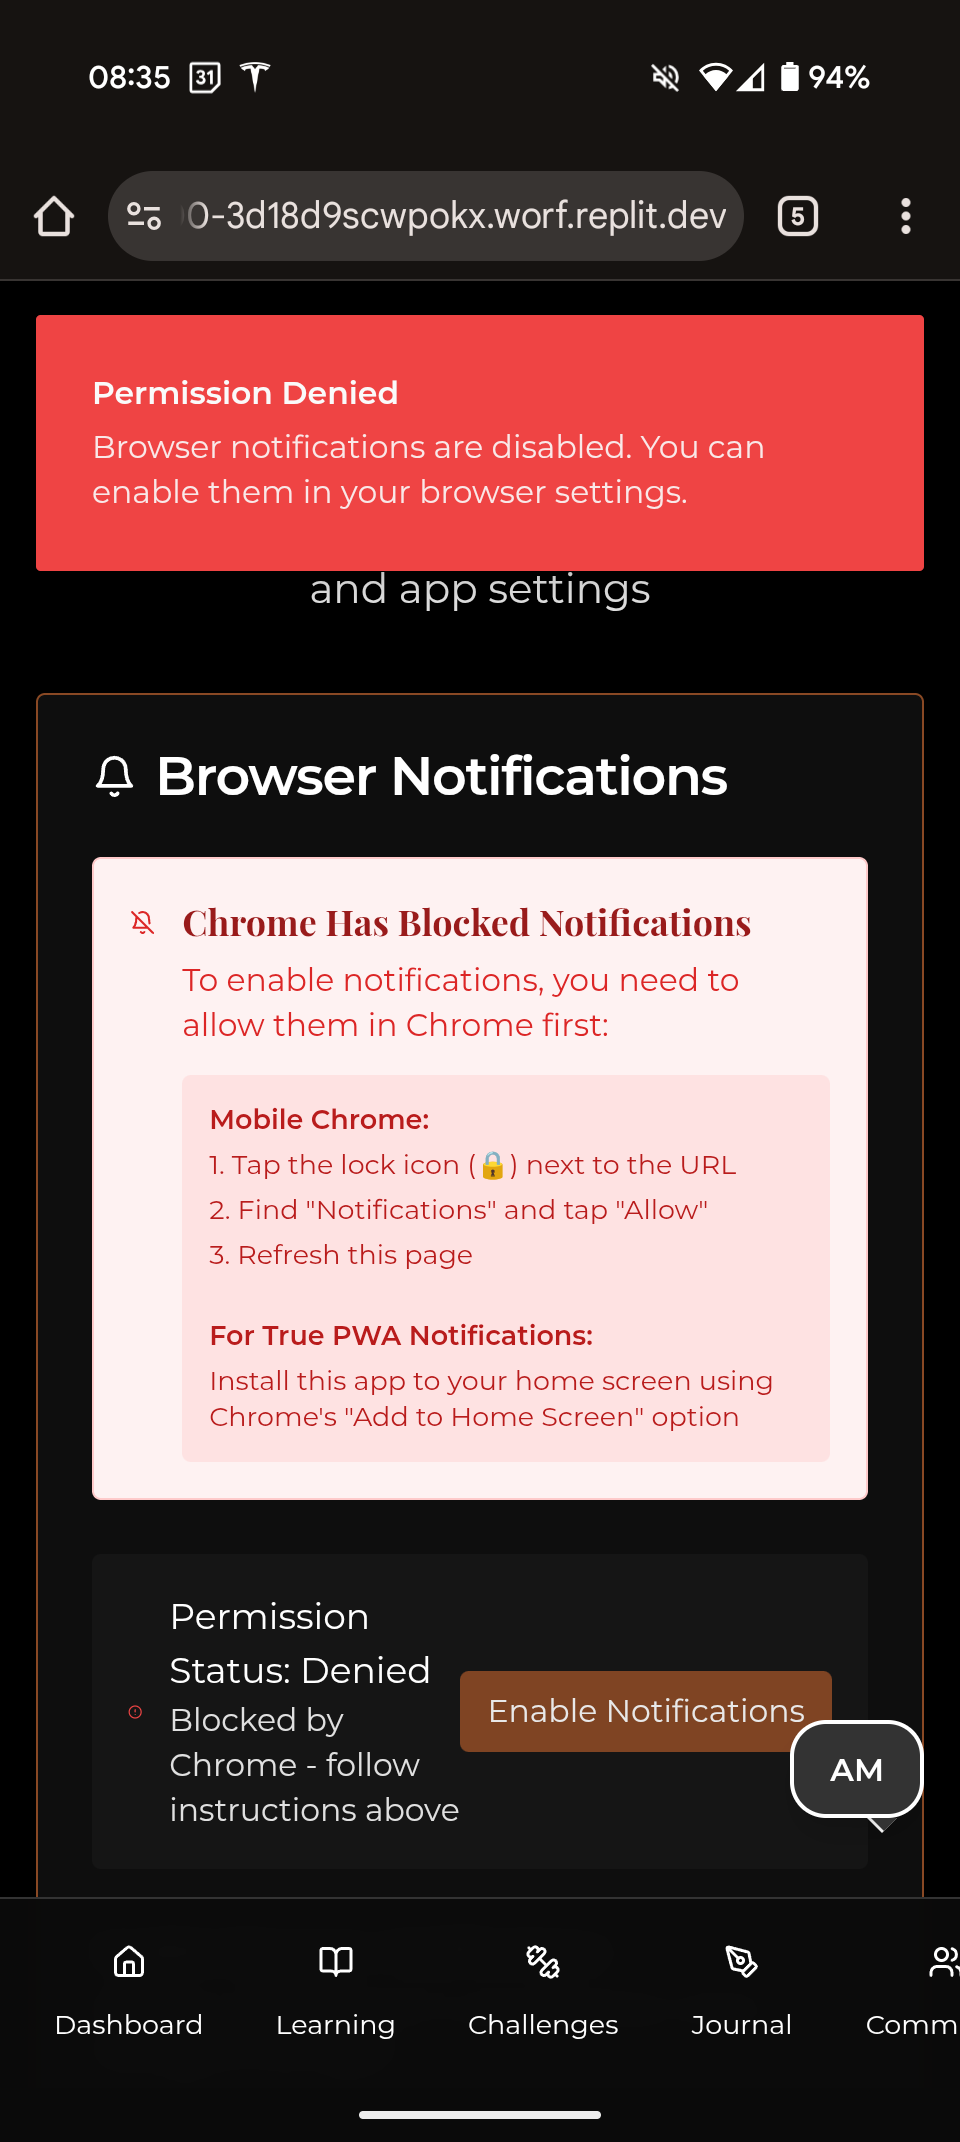 08:35 31 94%
0-3d18d9scwpokx.worf.replit.dev 5
Permission Denied
Browser notifications are disabled. You can
enable them in your browser settings.
and app settings
Browser Notifications
Chrome Has Blocked Notifications
To enable notifications, you need to
allow them in Chrome first:
Mobile Chrome:
1. Tap the lock icon (🔒) next to the URL
2. Find "Notifications" and tap "Allow"
3. Refresh this page
For True PWA Notifications:
Install this app to your home screen using
Chrome's "Add to Home Screen" option
Permission
Status: Denied
Blocked by
Chrome - follow
instructions above
Enable Notifications
AM
Dashboard Learning Challenges Journal Comm